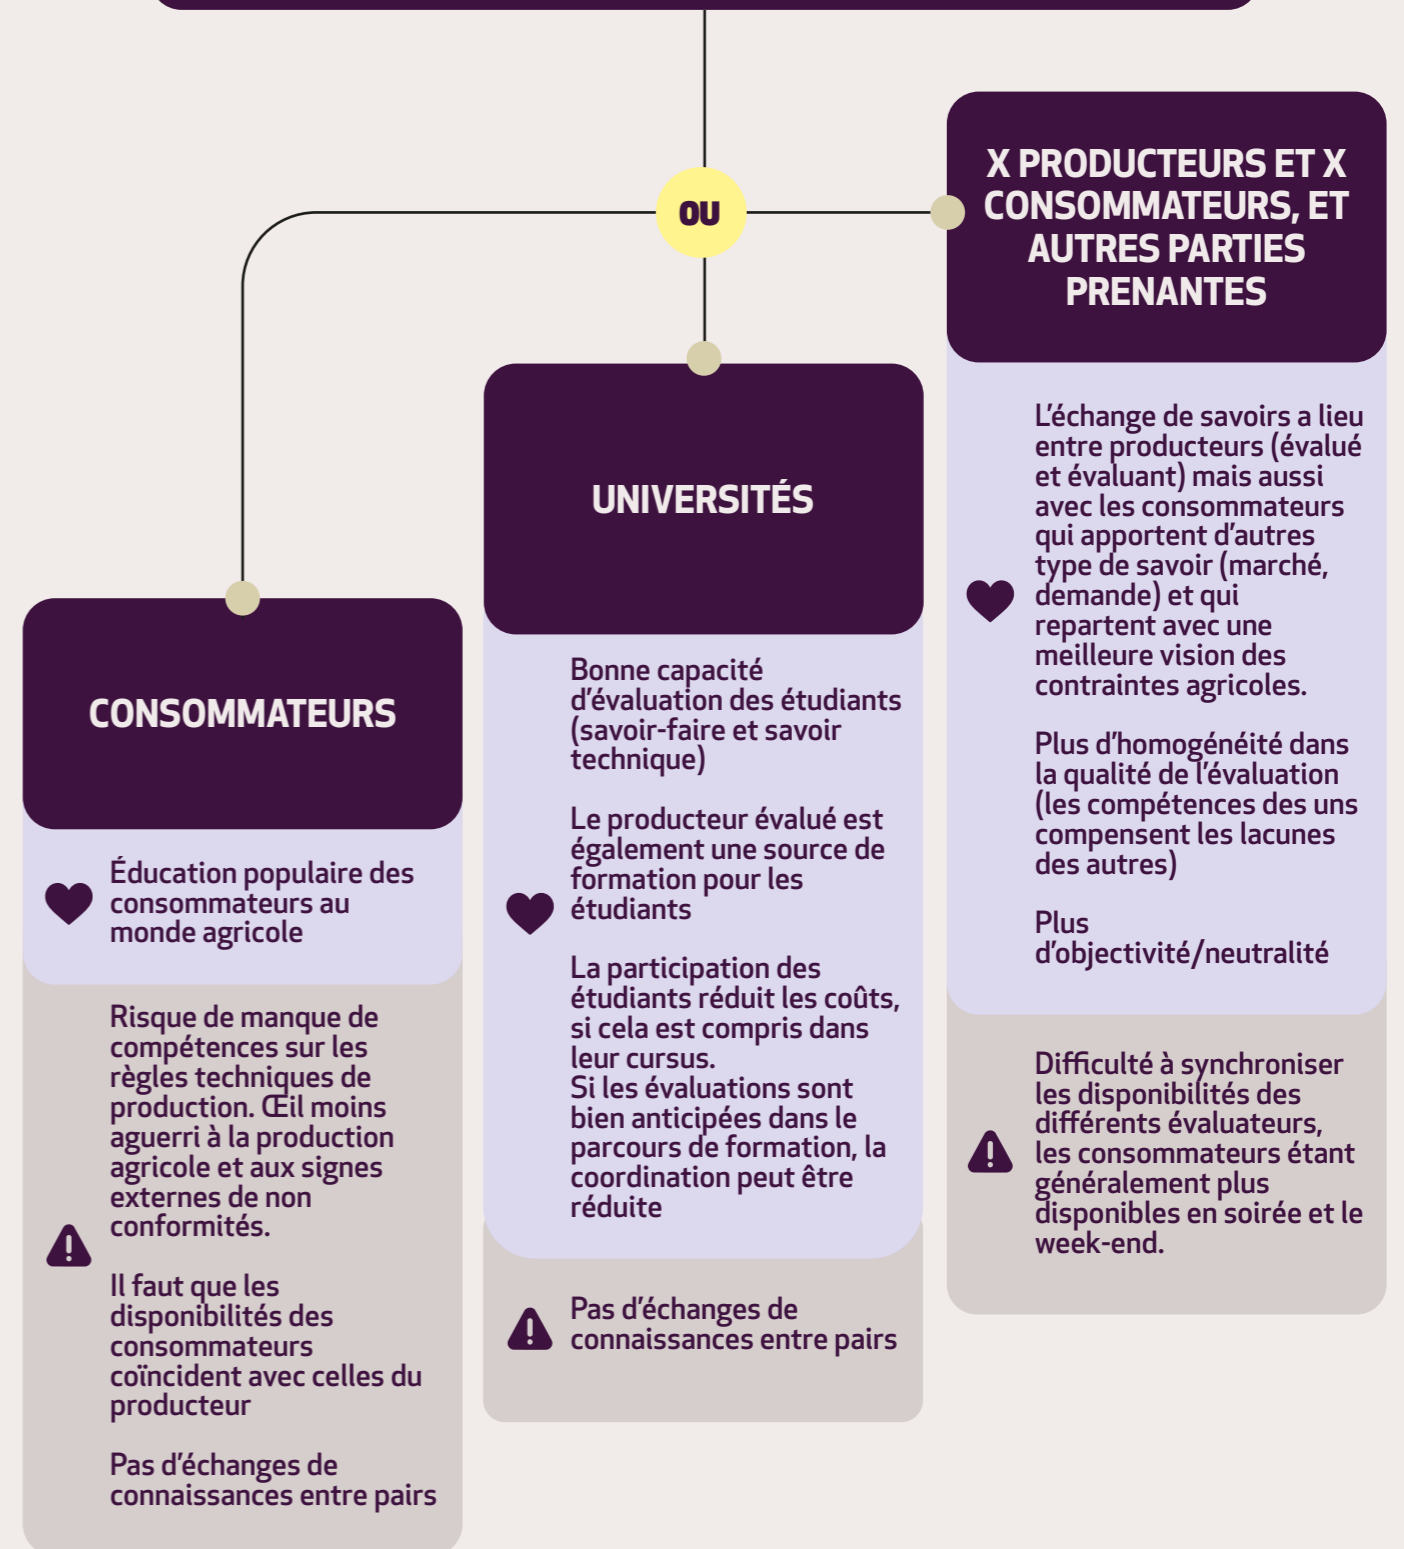 OU
CONSOMMATEURS
Éducation populaire des
consommateurs au
monde agricole
Risque de manque de
compétences sur les
règles techniques de
production. Œil moins
aguerri à la production
agricole et aux signes
externes de non
conformités.
Il faut que les
disponibilités des
consommateurs
coïncident avec celles du
producteur
Pas d'échanges de
connaissances entre pairs
UNIVERSITÉS
Bonne capacité
d'évaluation des étudiants
(savoir-faire et savoir
technique)
Le producteur évalué est
également une source de
formation pour les
étudiants
La participation des
étudiants réduit les coûts,
si cela est compris dans
leur cursus.
Si les évaluations sont
bien anticipées dans le
parcours de formation, la
coordination peut être
réduite
Pas d'échanges de
connaissances entre pairs
X PRODUCTEURS ET X
CONSOMMATEURS, ET
AUTRES PARTIES
PRENANTES
L'échange de savoirs a lieu
entre producteurs (évalué
et évaluant) mais aussi
avec les consommateurs
qui apportent d'autres
type de savoir (marché,
demande) et qui
repartent avec une
meilleure vision des
contraintes agricoles.
Plus d'homogénéité dans
la qualité de l'évaluation
(les compétences des uns
compensent les lacunes
des autres)
Plus
d'objectivité/neutralité
Difficulté à synchroniser
les disponibilités des
différents évaluateurs,
les consommateurs étant
généralement plus
disponibles en soirée et le
week-end.